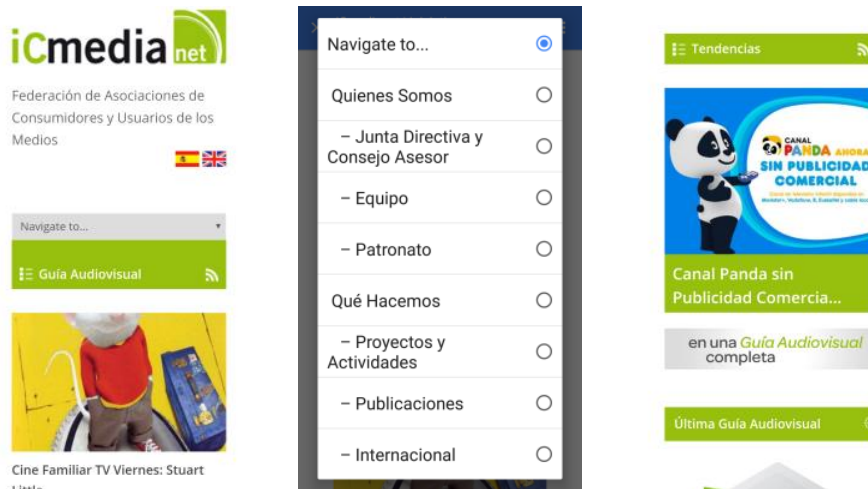 iCmedia net
Federación de Asociaciones de
Consumidores y Usuarios de los
Medios
Navigate to...
Guía Audiovisual
Cine Familiar TV Viernes: Stuart
Navigate to...
Quienes Somos
– Junta Directiva y
Consejo Asesor
– Equipo
– Patronato
Qué Hacemos
– Proyectos y
Actividades
– Publicaciones
– Internacional
Tendencias
CANAL
PANDA AHORA
SIN PUBLICIDAD
COMERCIAL
Canal Panda sin
Publicidad Comercia...
en una Guía Audiovisual
completa
Última Guía Audiovisual